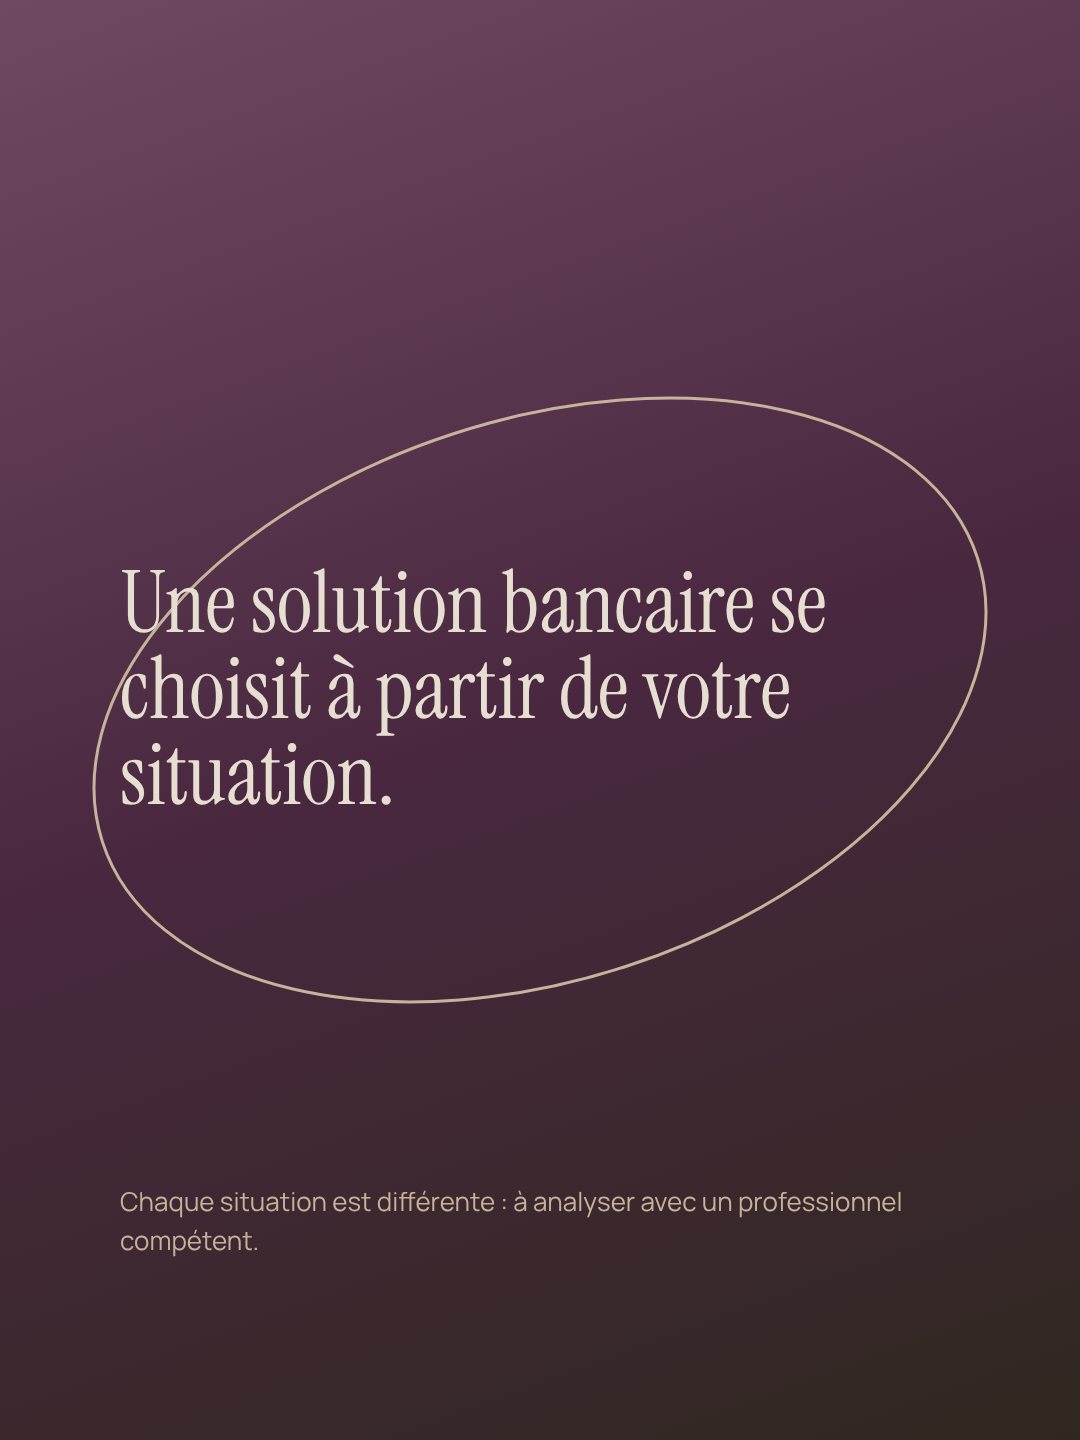 Une solution bancaire se
choisit à partir de votre
situation.
Chaque situation est différente : à analyser avec un professionnel
compétent.